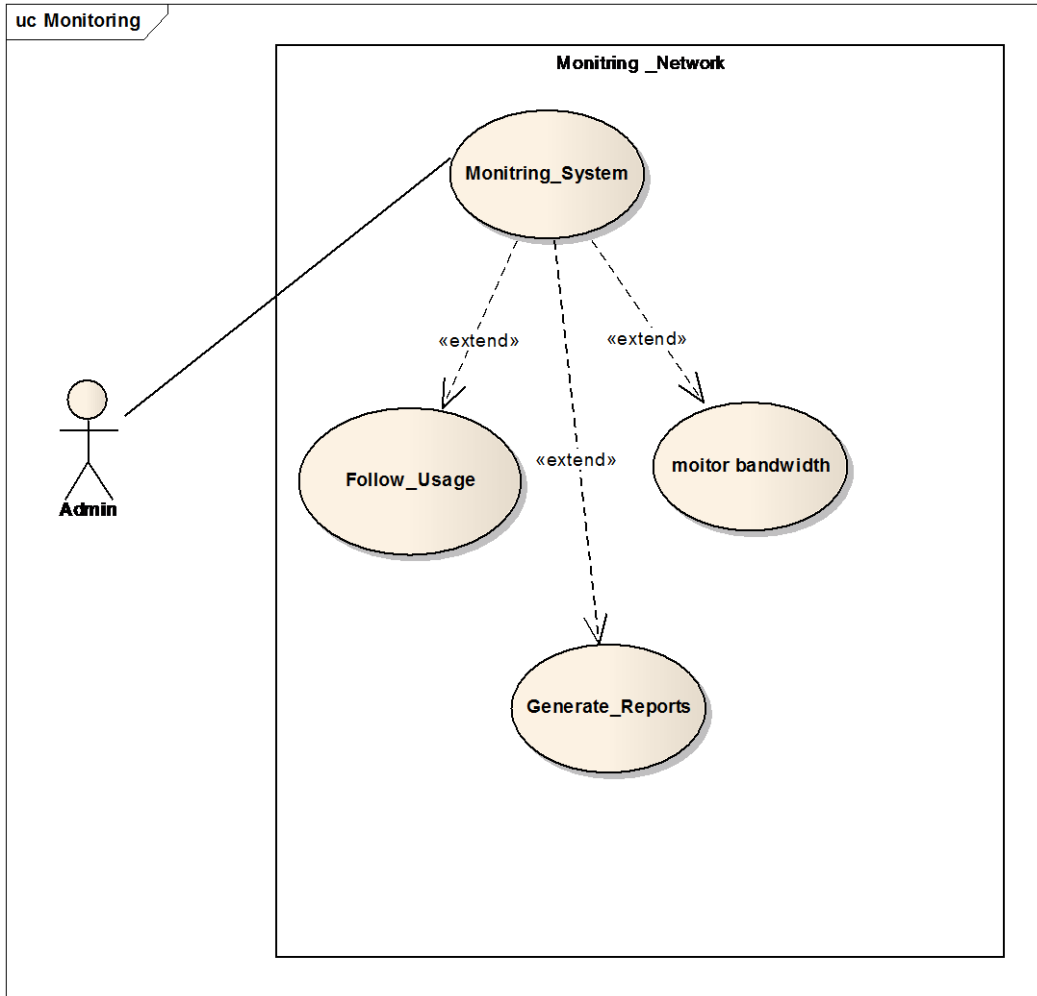 uc Monitoring
Monitring _Network
Monitring_System
«extend»
«extend»
Follow_Usage
«extend»
moitor bandwidth
Admin
Generate_Reports